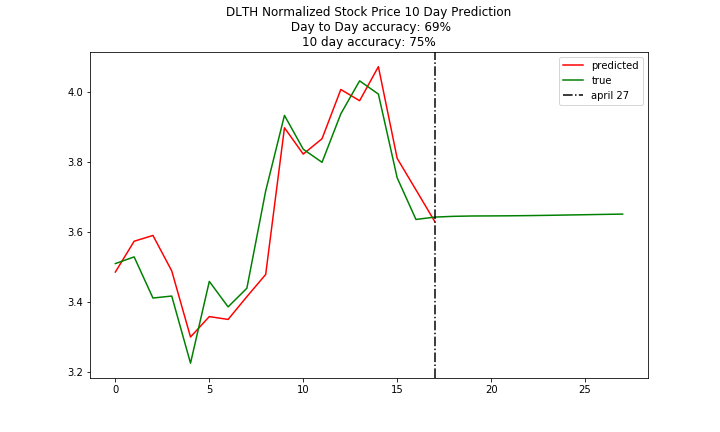 DLTH Normalized Stock Price 10 Day Prediction
Day to Day accuracy: 69%
10 day accuracy: 75%
predicted
true
april 27
4.0
3.8
3.6
3.4
3.2
0 5 10 15 20 25